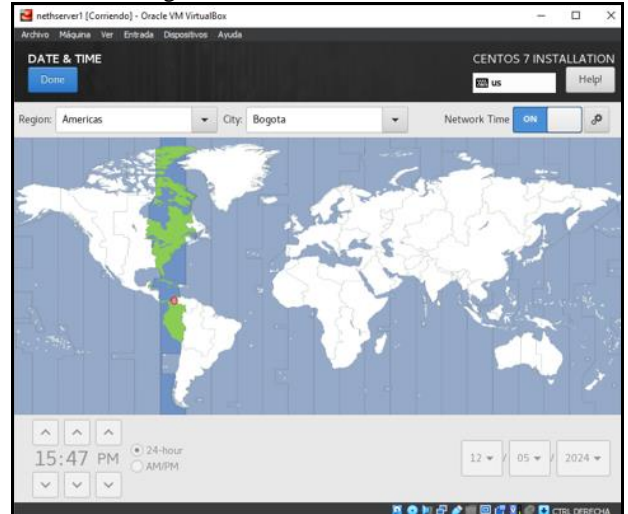 nethserver1 [Corriendo] - Oracle VM VirtualBox
Archivo Máquina Ver Entrada Dispositivos Ayuda
DATE & TIME
CENTOS 7 INSTALLATION
Done
us
Help!
Region: Americas City: Bogota Network Time ON
15:47 PM
24-hour
AM/PM
12 / 05 / 2024
CTRL DERECHA